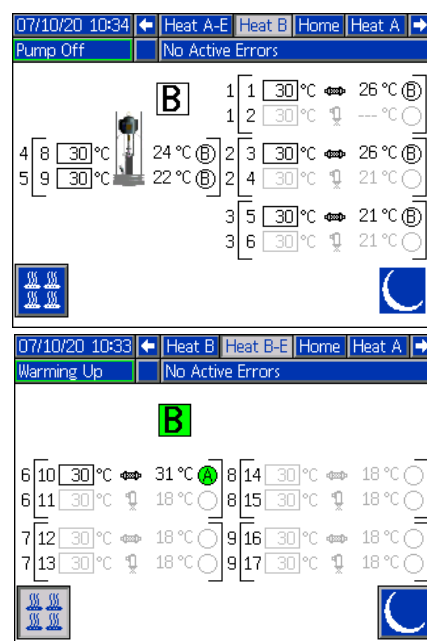 07/10/20 10:34 Heat A-E Heat B Home Heat A
Pump Off No Active Errors
B
1 1 30 °C 26 °C B
1 2 30 °C --- °C
4 8 30 °C 24 °C B 2 3 30 °C 26 °C B
5 9 30 °C 22 °C B 2 4 30 °C 21 °C
3 5 30 °C 21 °C B
3 6 30 °C 21 °C
07/10/20 10:33 Heat B Heat B-E Home Heat A
Warming Up No Active Errors
B
6 10 30 °C 31 °C A 8 14 30 °C 18 °C
6 11 30 °C 18 °C 8 15 30 °C 18 °C
7 12 30 °C 18 °C 9 16 30 °C 18 °C
7 13 30 °C 18 °C 9 17 30 °C 18 °C